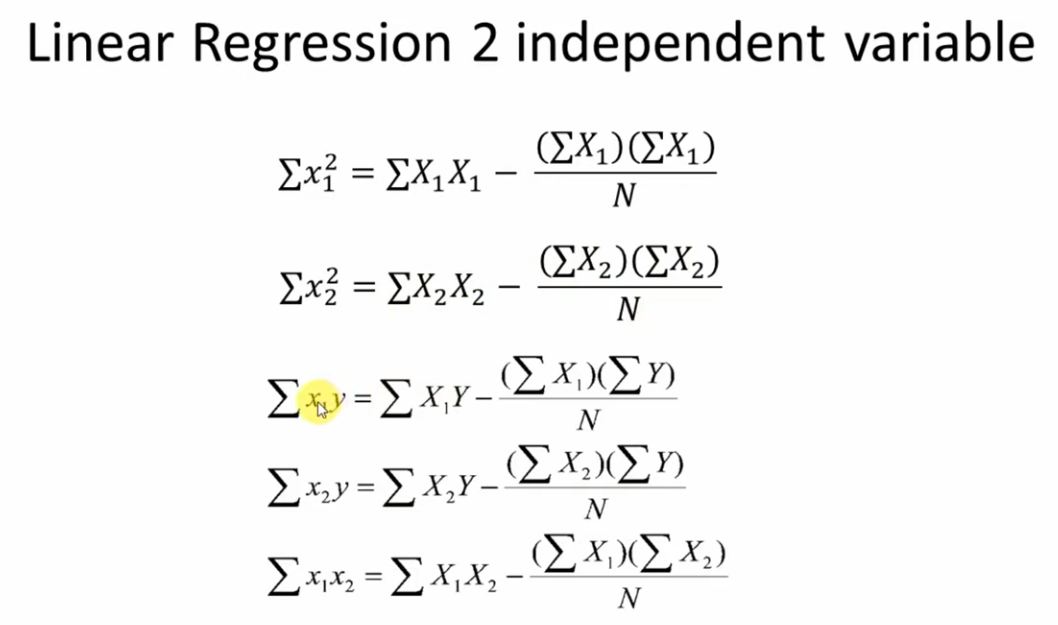 Linear Regression 2 independent variable
∑x₁² = ∑X₁X₁ − (∑X₁)(∑X₁) / N
∑x₂² = ∑X₂X₂ − (∑X₂)(∑X₂) / N
∑x₁y = ∑X₁Y − (∑X₁)(∑Y) / N
∑x₂y = ∑X₂Y − (∑X₂)(∑Y) / N
∑x₁x₂ = ∑X₁X₂ − (∑X₁)(∑X₂) / N